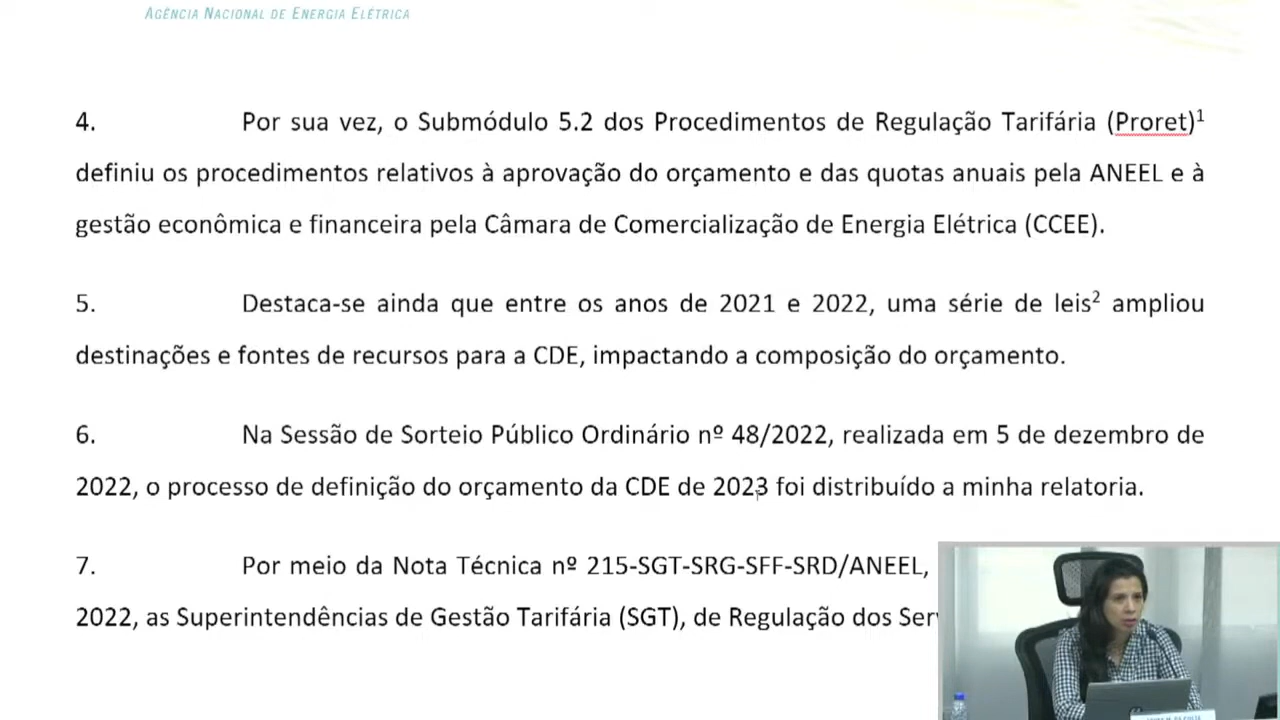 AGÊNCIA NACIONAL DE ENERGIA ELÉTRICA
4. Por sua vez, o Submódulo 5.2 dos Procedimentos de Regulação Tarifária (Proret)¹
definiu os procedimentos relativos à aprovação do orçamento e das quotas anuais pela ANEEL e à
gestão econômica e financeira pela Câmara de Comercialização de Energia Elétrica (CCEE).
5. Destaca-se ainda que entre os anos de 2021 e 2022, uma série de leis² ampliou
destinações e fontes de recursos para a CDE, impactando a composição do orçamento.
6. Na Sessão de Sorteio Público Ordinário nº 48/2022, realizada em 5 de dezembro de
2022, o processo de definição do orçamento da CDE de 2023 foi distribuído a minha relatoria.
7. Por meio da Nota Técnica nº 215-SGT-SRG-SFF-SRD/ANEEL,
2022, as Superintendências de Gestão Tarifária (SGT), de Regulação dos